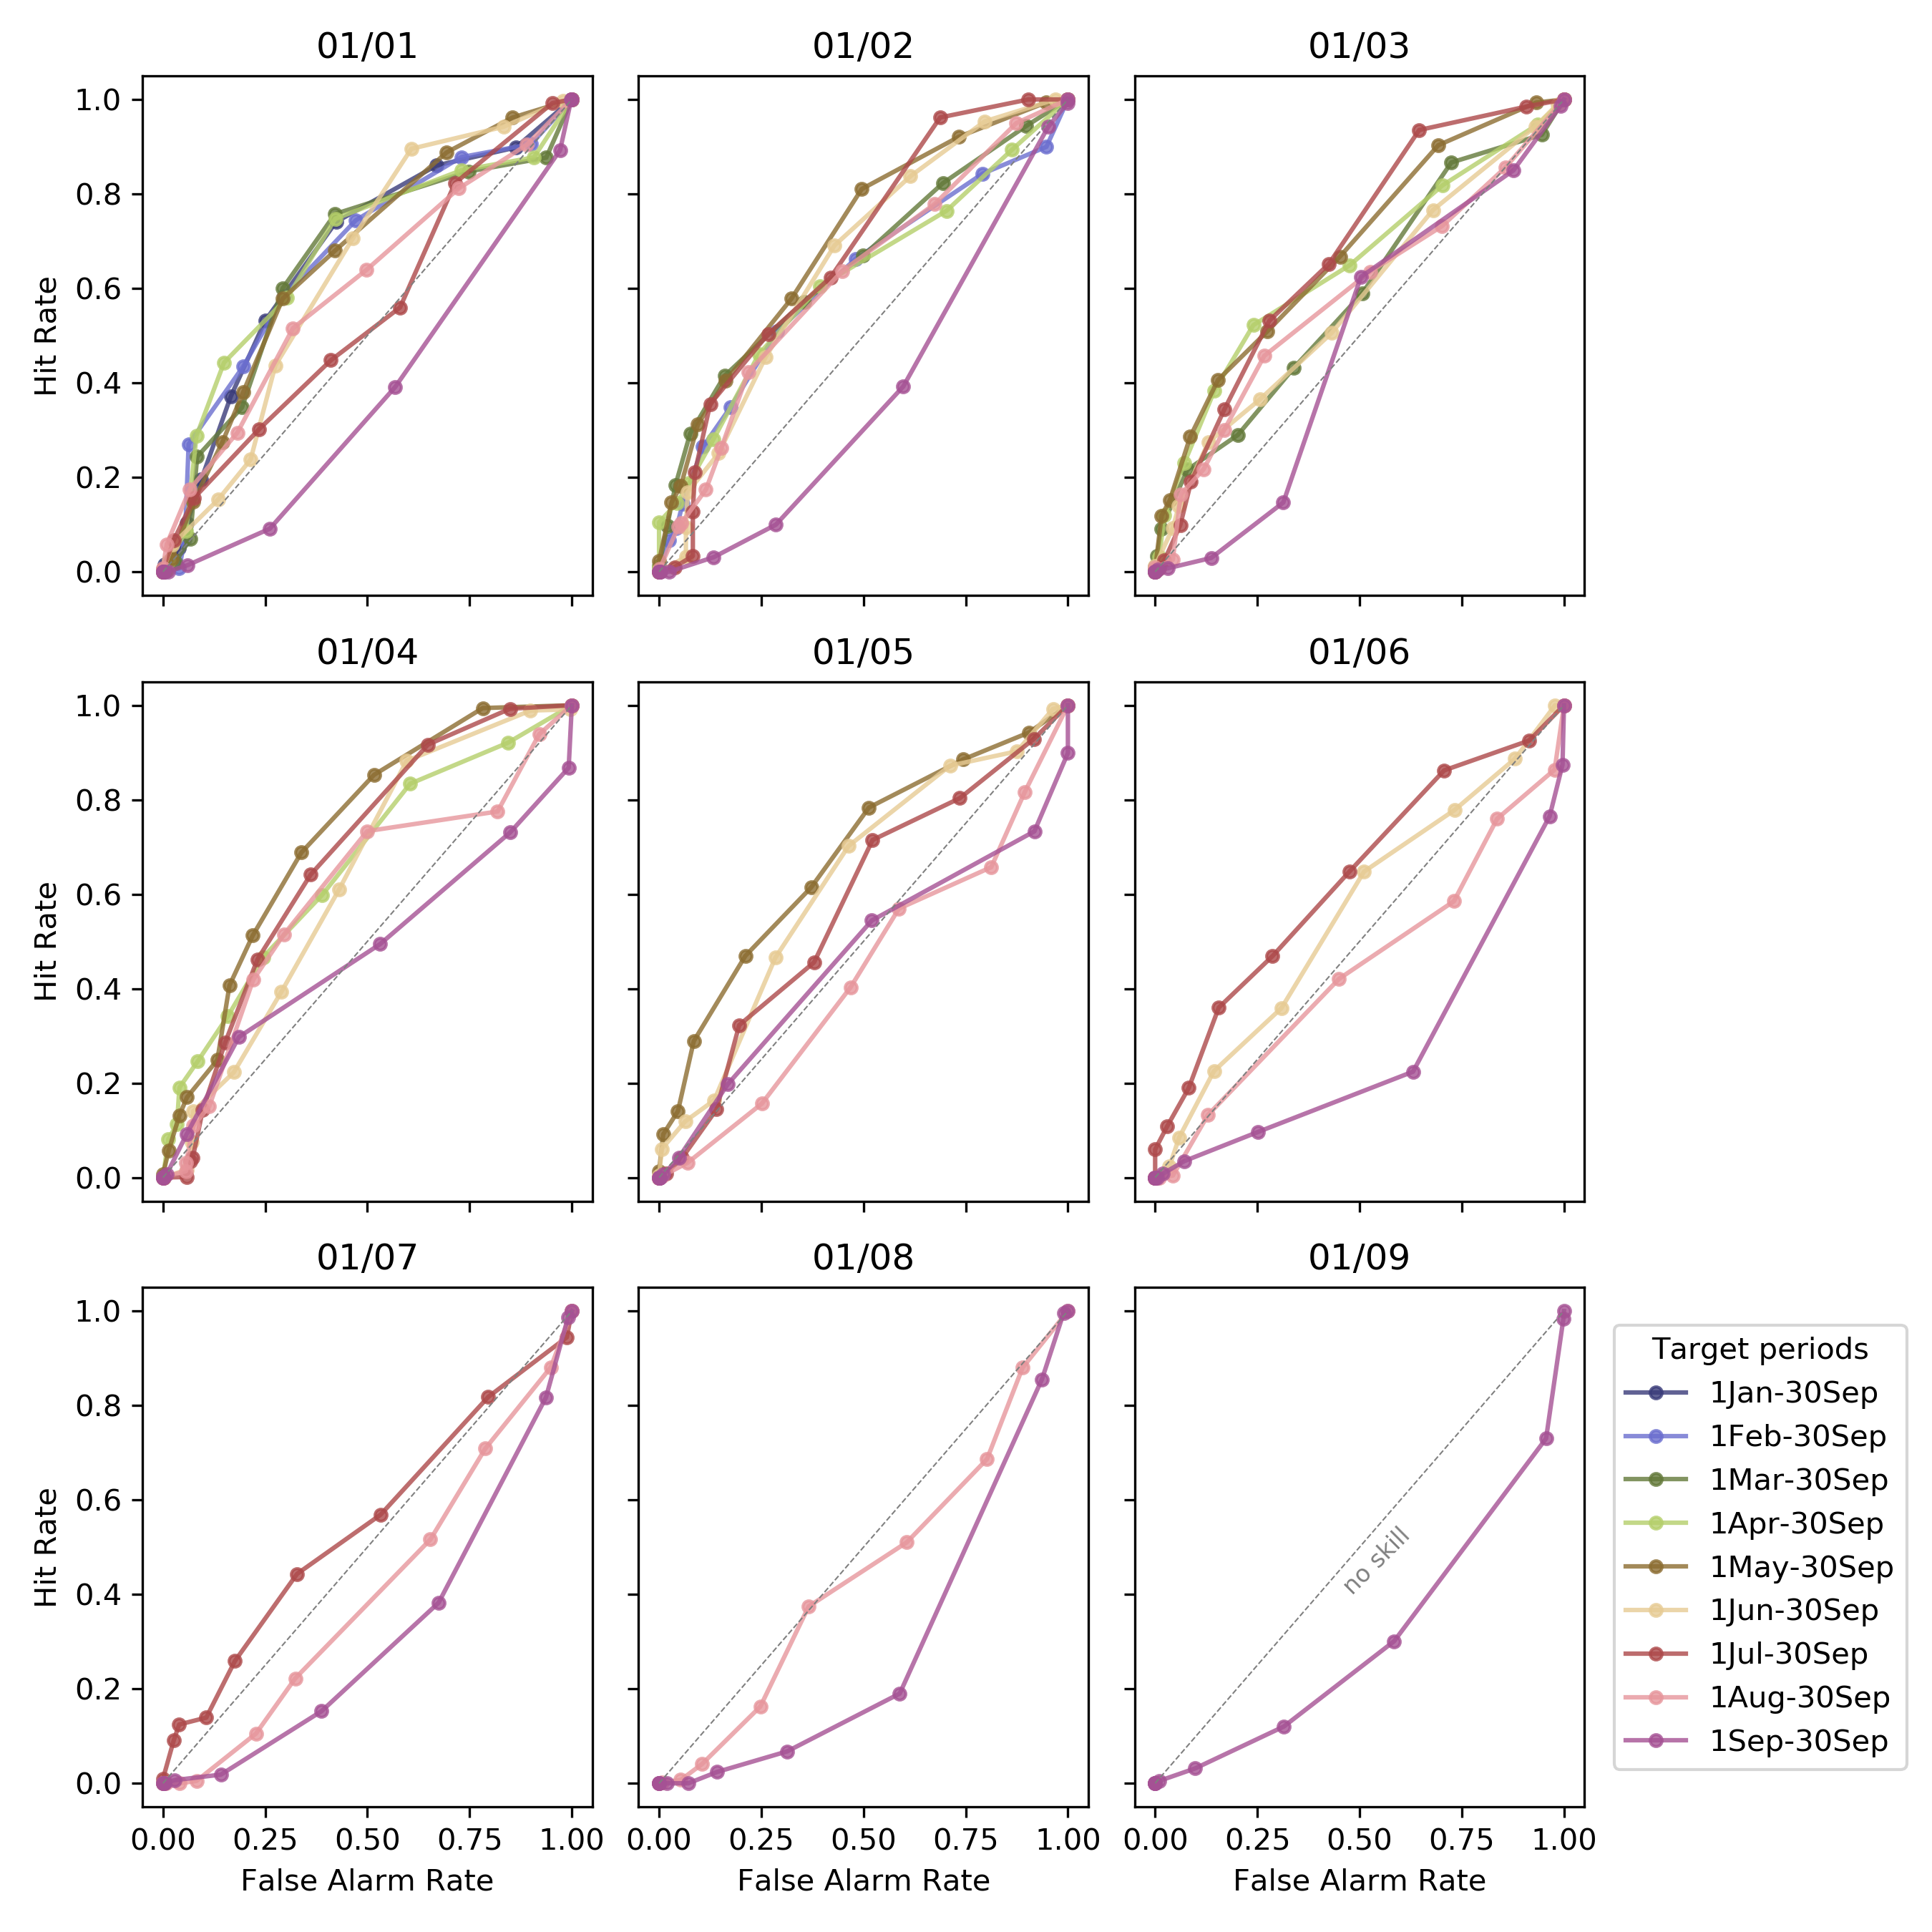 01/01
01/02
01/03
1.0
0.8
0.6
0.4
0.2
0.0
Hit Rate
01/04
01/05
01/06
1.0
0.8
0.6
0.4
0.2
0.0
Hit Rate
01/07
01/08
01/09
1.0
0.8
0.6
0.4
0.2
0.0
Hit Rate
no skill
0.00 0.25 0.50 0.75 1.00
0.00 0.25 0.50 0.75 1.00
0.00 0.25 0.50 0.75 1.00
False Alarm Rate
False Alarm Rate
False Alarm Rate
Target periods
1Jan-30Sep
1Feb-30Sep
1Mar-30Sep
1Apr-30Sep
1May-30Sep
1Jun-30Sep
1Jul-30Sep
1Aug-30Sep
1Sep-30Sep